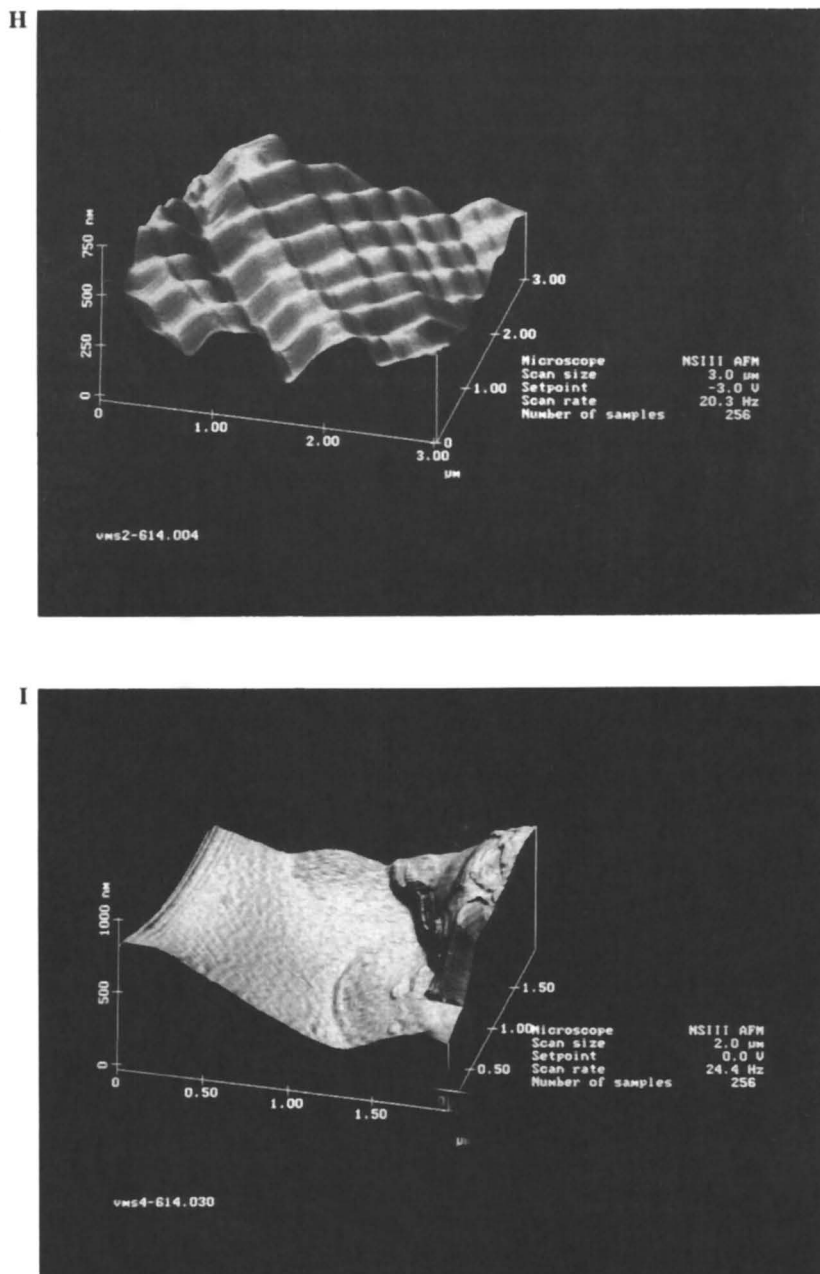 H
750 nm
500
250
0
0
1.00
2.00
3.00
µm
0
1.00
2.00
3.00
Microscope NSIII AFM
Scan size 3.0 µm
Setpoint -3.0 V
Scan rate 20.3 Hz
Number of samples 256
vms2-614.004
I
1000 nm
500
0
0
0.50
1.00
1.50
0.50
1.00
1.50
Microscope NSIII AFM
Scan size 2.0 µm
Setpoint 0.0 V
Scan rate 24.4 Hz
Number of samples 256
vms4-614.030